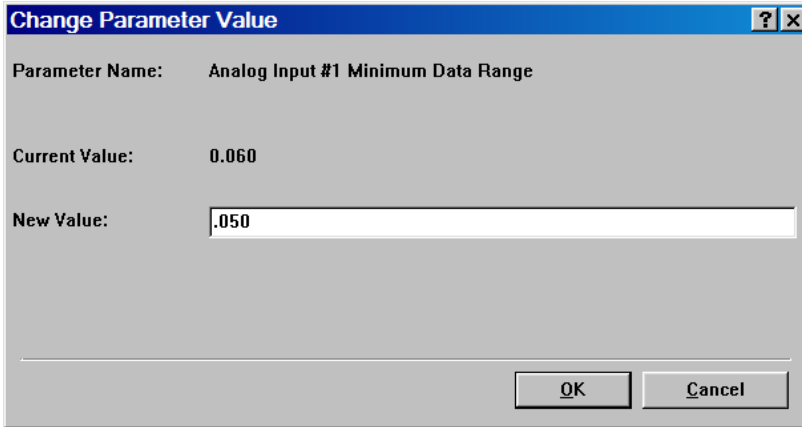 Change Parameter Value
Parameter Name: Analog Input #1 Minimum Data Range
Current Value: 0.060
New Value: .050
OK Cancel